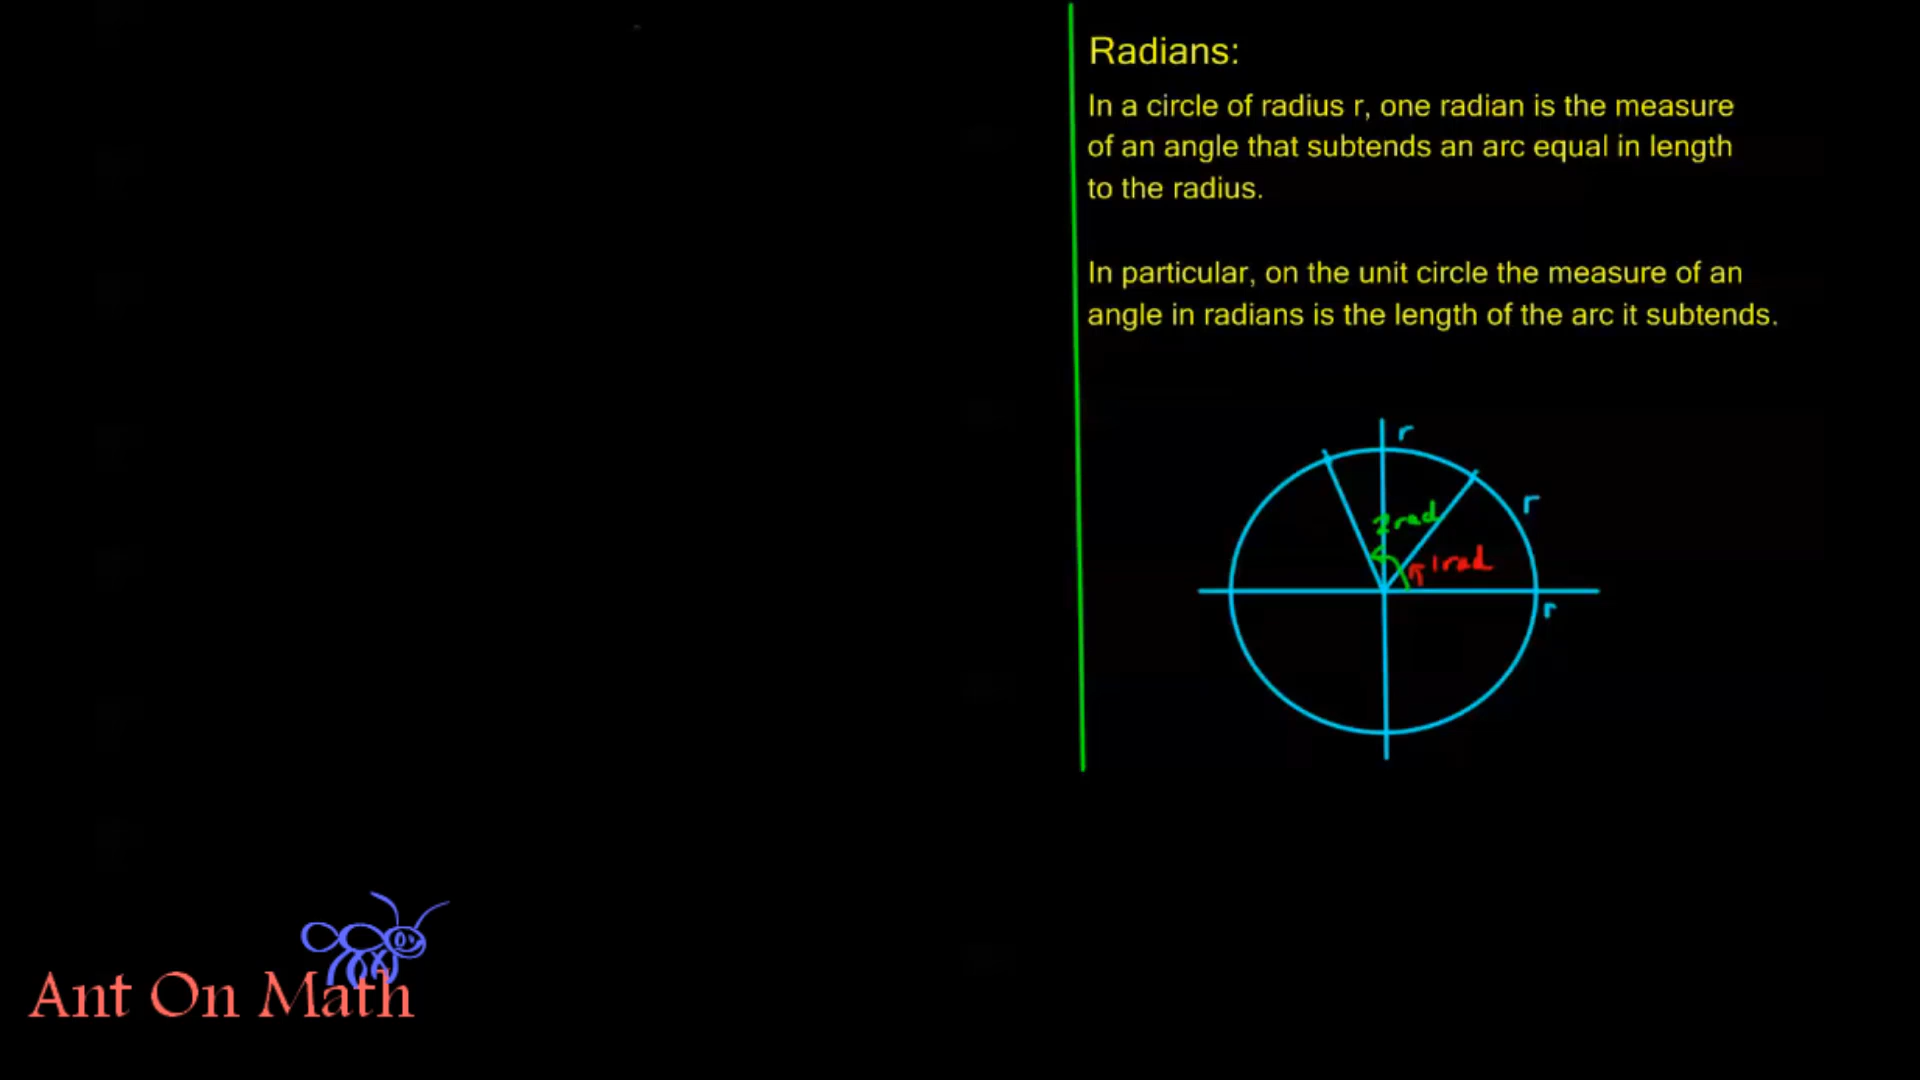 Radians:
In a circle of radius r, one radian is the measure
of an angle that subtends an arc equal in length
to the radius.
In particular, on the unit circle the measure of an
angle in radians is the length of the arc it subtends.
r
r
2 rad
1 rad
r
Ant On Math